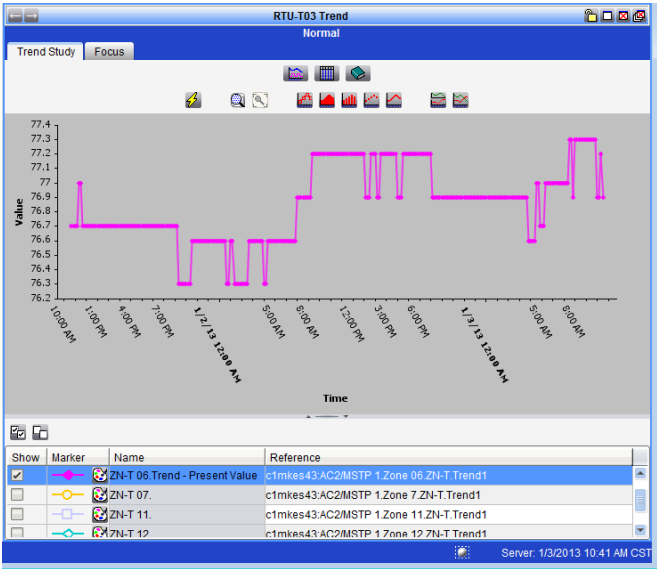 RTU-T03 Trend
Normal
Trend Study Focus
77.4
77.3
77.2
77.1
77
76.9
76.8
76.7
76.6
76.5
76.4
76.3
76.2
Value
10:00 AM 1:00 PM 4:00 PM 7:00 PM 1/2/13 12:00 AM 5:00 AM 8:00 AM 12:00 PM 3:00 PM 6:00 PM 1/3/13 12:00 AM 5:00 AM 8:00 AM
Time
Show Marker Name Reference
ZN-T 06.Trend - Present Value c1mkes43:AC2/MSTP 1.Zone 06.ZN-T.Trend1
ZN-T 07. c1mkes43:AC2/MSTP 1.Zone 7.ZN-T.Trend1
ZN-T 11. c1mkes43:AC2/MSTP 1.Zone 11.ZN-T.Trend1
ZN-T 12 c1mkes43:AC2/MSTP 1.Zone 12.ZN-T.Trend1
Server: 1/3/2013 10:41 AM CST